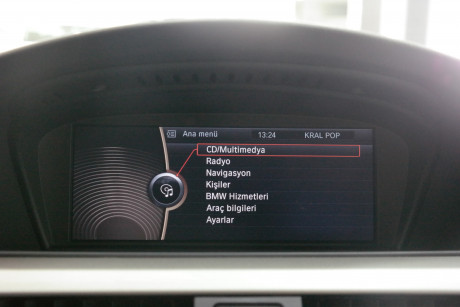 Ana menü 13:24 KRAL POP
CD/Multimedya
Radyo
Navigasyon
Kişiler
BMW Hizmetleri
Araç bilgileri
Ayarlar